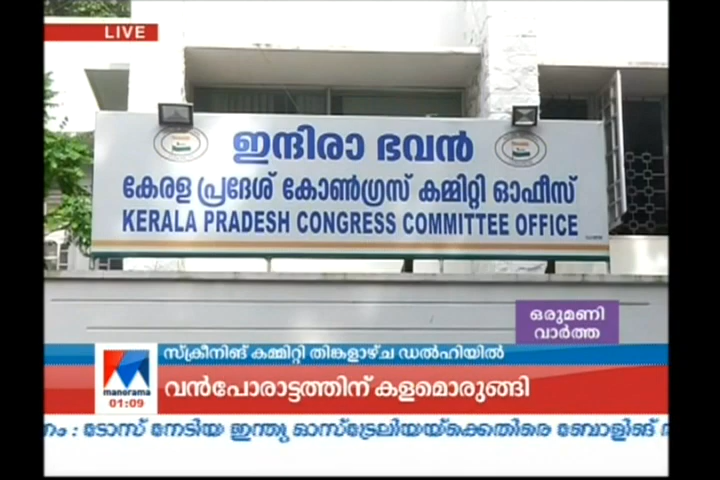 LIVE
ഇന്ദിരാ ഭവൻ
കേരള പ്രദേശ് കോൺഗ്രസ് കമ്മിറ്റി ഓഫീസ്
KERALA PRADESH CONGRESS COMMITTEE OFFICE
ഒരുമണി
വാർത്ത
സ്ക്രീനിങ് കമ്മിറ്റി തിങ്കളാഴ്ച ഡൽഹിയിൽ
manorama
01:09
വൻപോരാട്ടത്തിന് കളമൊരുങ്ങി
: ടോസ് നേടിയ ഇന്ത്യ ഓസ്ട്രേലിയയ്ക്കെതിരെ ബോളിങ്